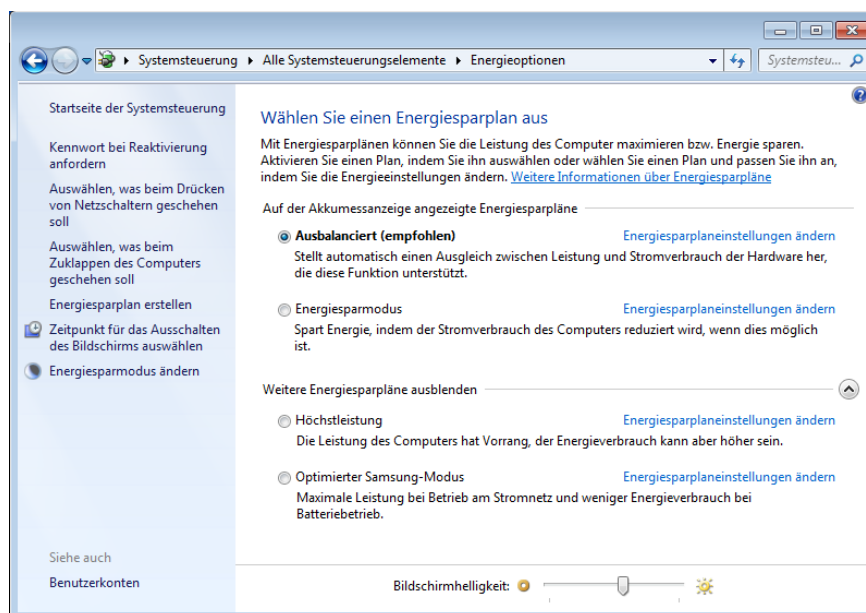 Systemsteuerung Alle Systemsteuerungselemente Energieoptionen
Systemsteu...
Startseite der Systemsteuerung
Kennwort bei Reaktivierung
anfordern
Auswählen, was beim Drücken
von Netzschaltern geschehen
soll
Auswählen, was beim
Zuklappen des Computers
geschehen soll
Energiesparplan erstellen
Zeitpunkt für das Ausschalten
des Bildschirms auswählen
Energiesparmodus ändern
Siehe auch
Benutzerkonten
Wählen Sie einen Energiesparplan aus
Mit Energiesparplänen können Sie die Leistung des Computer maximieren bzw. Energie sparen.
Aktivieren Sie einen Plan, indem Sie ihn auswählen oder wählen Sie einen Plan und passen Sie ihn an,
indem Sie die Energieeinstellungen ändern. Weitere Informationen über Energiesparpläne
Auf der Akkumessanzeige angezeigte Energiesparpläne
Ausbalanciert (empfohlen) Energiesparplaneinstellungen ändern
Stellt automatisch einen Ausgleich zwischen Leistung und Stromverbrauch der Hardware her,
die diese Funktion unterstützt.
Energiesparmodus Energiesparplaneinstellungen ändern
Spart Energie, indem der Stromverbrauch des Computers reduziert wird, wenn dies möglich
ist.
Weitere Energiesparpläne ausblenden
Höchstleistung Energiesparplaneinstellungen ändern
Die Leistung des Computers hat Vorrang, der Energieverbrauch kann aber höher sein.
Optimierter Samsung-Modus Energiesparplaneinstellungen ändern
Maximale Leistung bei Betrieb am Stromnetz und weniger Energieverbrauch bei
Batteriebetrieb.
Bildschirmhelligkeit: